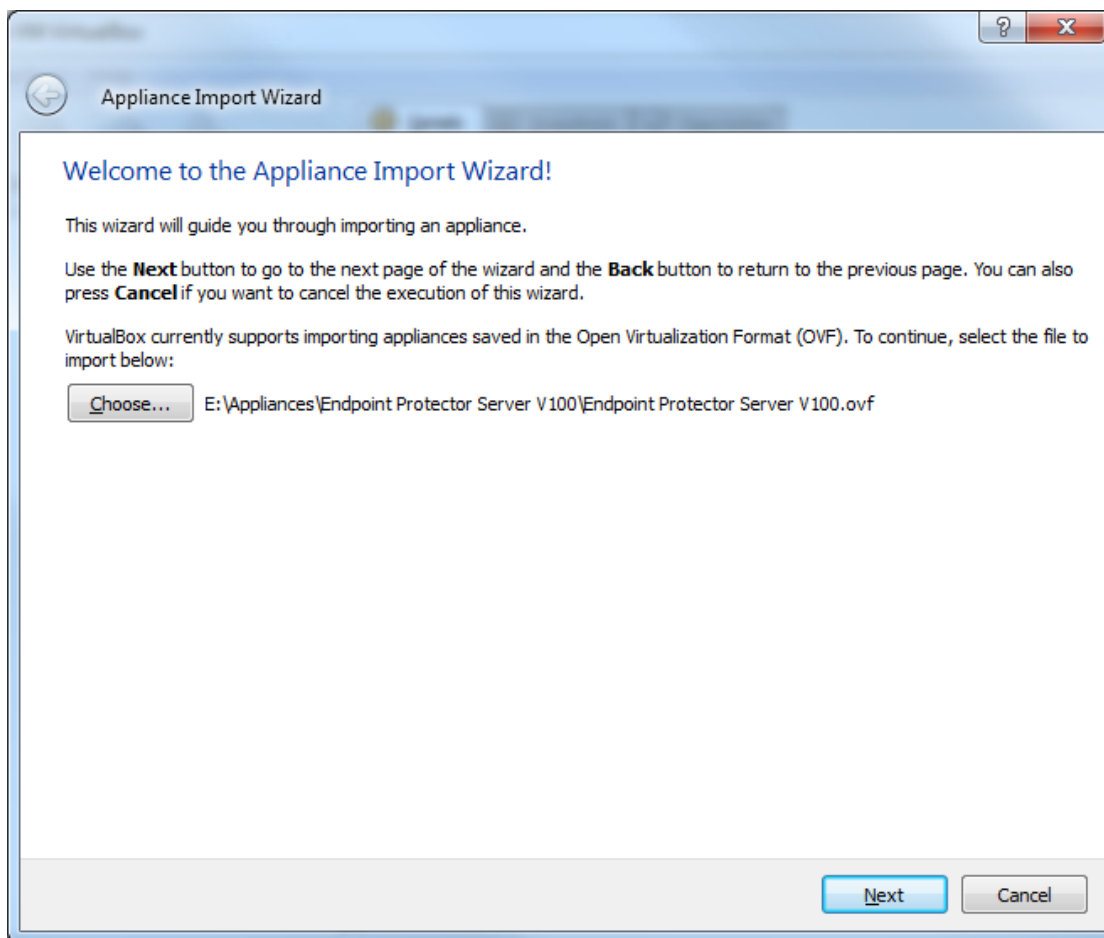 Appliance Import Wizard
Welcome to the Appliance Import Wizard!
This wizard will guide you through importing an appliance.
Use the Next button to go to the next page of the wizard and the Back button to return to the previous page. You can also
press Cancel if you want to cancel the execution of this wizard.
VirtualBox currently supports importing appliances saved in the Open Virtualization Format (OVF). To continue, select the file to
import below:
Choose... E:\Appliances\Endpoint Protector Server V100\Endpoint Protector Server V100.ovf
Next Cancel